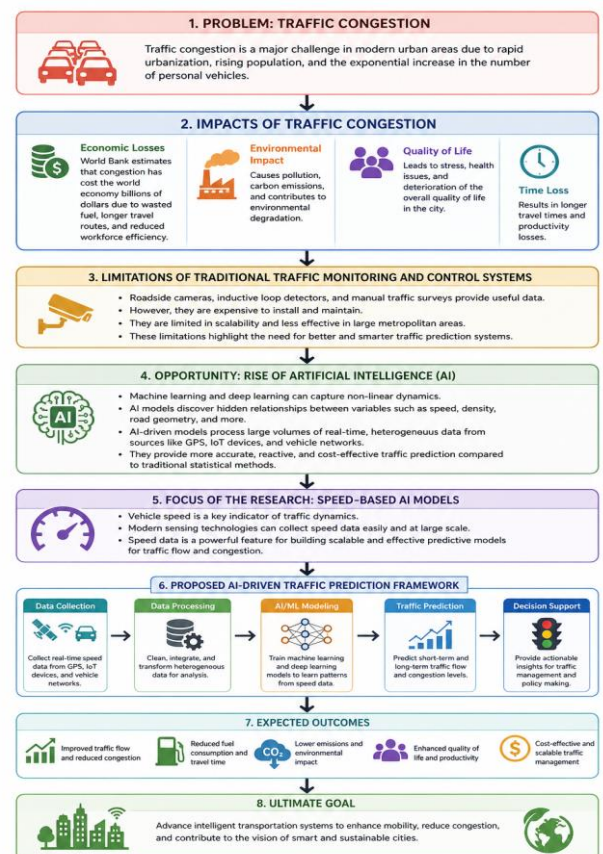 1. PROBLEM: TRAFFIC CONGESTION
Traffic congestion is a major challenge in modern urban areas due to rapid
urbanization, rising population, and the exponential increase in the number
of personal vehicles.
2. IMPACTS OF TRAFFIC CONGESTION
Economic Losses
World Bank estimates
that congestion has
cost the world
economy billions of
dollars due to wasted
fuel, longer travel
routes, and reduced
workforce efficiency.
Environmental
Impact
Causes pollution,
carbon emissions,
and contributes to
environmental
degradation.
Quality of Life
Leads to stress, health
issues, and
deterioration of the
overall quality of life
in the city.
Time Loss
Results in longer
travel times and
productivity
losses.
3. LIMITATIONS OF TRADITIONAL TRAFFIC MONITORING AND CONTROL SYSTEMS
• Roadside cameras, inductive loop detectors, and manual traffic surveys provide useful data.
• However, they are expensive to install and maintain.
• They are limited in scalability and less effective in large metropolitan areas.
• These limitations highlight the need for better and smarter traffic prediction systems.
4. OPPORTUNITY: RISE OF ARTIFICIAL INTELLIGENCE (AI)
AI
• Machine learning and deep learning can capture non-linear dynamics.
• AI models discover hidden relationships between variables such as speed, density,
road geometry, and more.
• AI-driven models process large volumes of real-time, heterogeneous data from
sources like GPS, IoT devices, and vehicle networks.
• They provide more accurate, reactive, and cost-effective traffic prediction compared
to traditional statistical methods.
5. FOCUS OF THE RESEARCH: SPEED-BASED AI MODELS
• Vehicle speed is a key indicator of traffic dynamics.
• Modern sensing technologies can collect speed data easily and at large scale.
• Speed data is a powerful feature for building scalable and effective predictive models
for traffic flow and congestion.
6. PROPOSED AI-DRIVEN TRAFFIC PREDICTION FRAMEWORK
Data Collection
Collect real-time speed
data from GPS, IoT
devices, and vehicle
networks.
Data Processing
Clean, integrate, and
transform heterogeneous
data for analysis.
AI/ML Modeling
Train machine learning
and deep learning
models to learn patterns
from speed data.
Traffic Prediction
Predict short-term and
long-term traffic flow
and congestion levels.
Decision Support
Provide actionable
insights for traffic
management and
policy making.
7. EXPECTED OUTCOMES
Improved traffic flow
and reduced congestion
Reduced fuel
consumption and
travel time
CO₂
Lower emissions and
environmental
impact
Enhanced quality of
life and productivity
$
Cost-effective and
scalable traffic
management
8. ULTIMATE GOAL
Advance intelligent transportation systems to enhance mobility, reduce congestion,
and contribute to the vision of smart and sustainable cities.